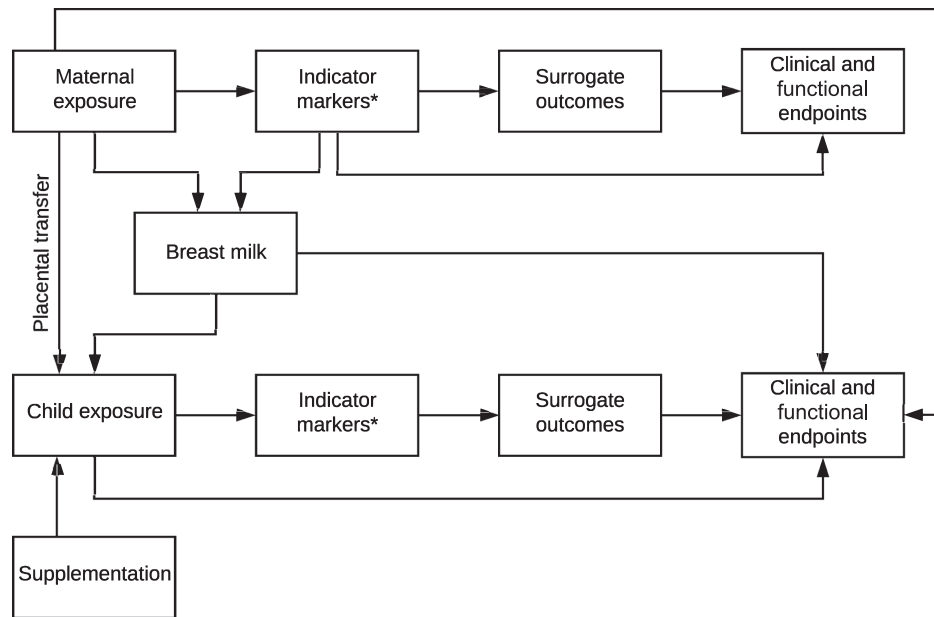 Maternal
exposure
Indicator
markers*
Surrogate
outcomes
Clinical and
functional
endpoints
Placental transfer
Breast milk
Child exposure
Indicator
markers*
Surrogate
outcomes
Clinical and
functional
endpoints
Supplementation